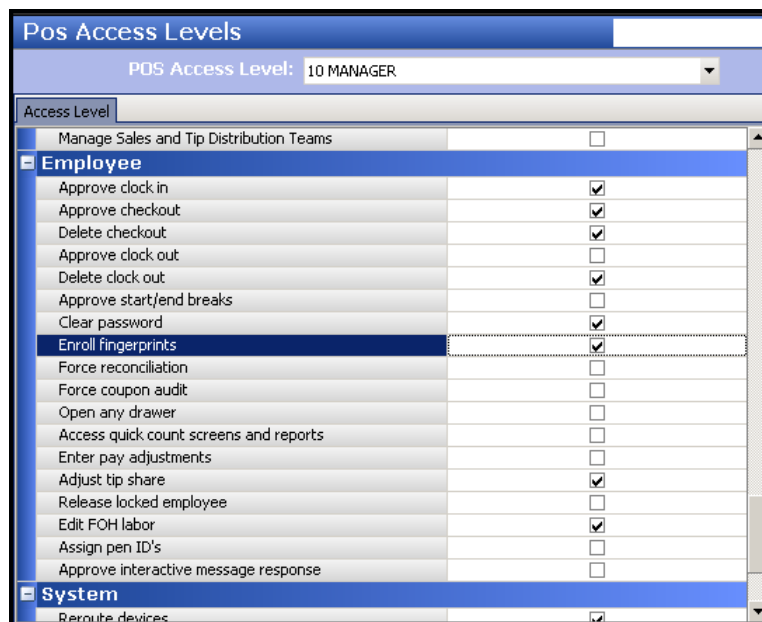 Pos Access Levels
POS Access Level: 10 MANAGER
Access Level
Manage Sales and Tip Distribution Teams
Employee
Approve clock in
Approve checkout
Delete checkout
Approve clock out
Delete clock out
Approve start/end breaks
Clear password
Enroll fingerprints
Force reconciliation
Force coupon audit
Open any drawer
Access quick count screens and reports
Enter pay adjustments
Adjust tip share
Release locked employee
Edit FOH labor
Assign pen ID's
Approve interactive message response
System
Reroute devices